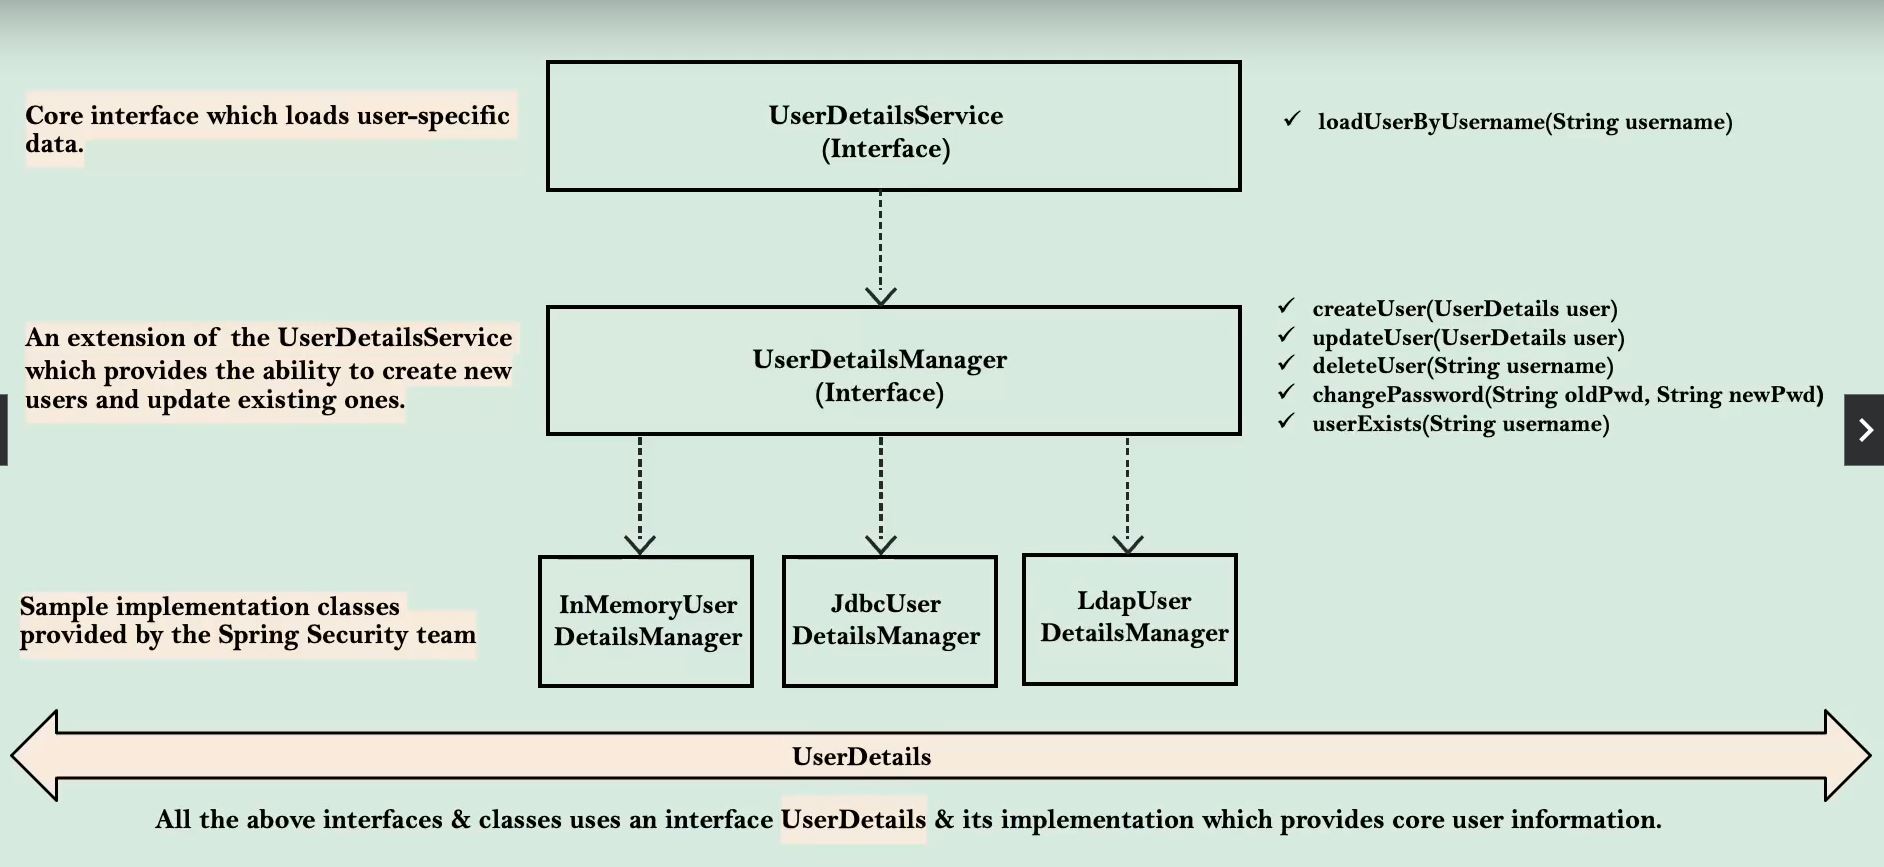 Core interface which loads user-specific
data.
UserDetailsService
(Interface)
✓ loadUserByUsername(String username)
An extension of the UserDetailsService
which provides the ability to create new
users and update existing ones.
UserDetailsManager
(Interface)
✓ createUser(UserDetails user)
✓ updateUser(UserDetails user)
✓ deleteUser(String username)
✓ changePassword(String oldPwd, String newPwd)
✓ userExists(String username)
Sample implementation classes
provided by the Spring Security team
InMemoryUser
DetailsManager
JdbcUser
DetailsManager
LdapUser
DetailsManager
UserDetails
All the above interfaces & classes uses an interface UserDetails & its implementation which provides core user information.